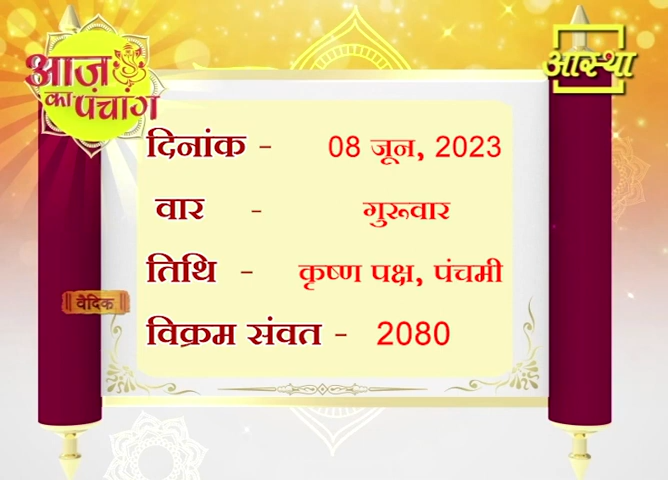 आज
का पंचांग
आस्था
दिनांक - 08 जून, 2023
वार - गुरूवार
तिथि - कृष्ण पक्ष, पंचमी
॥ वैदिक ॥
विक्रम संवत - 2080